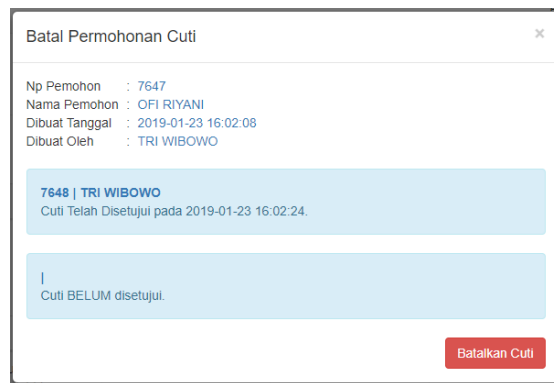 Batal Permohonan Cuti ×
Np Pemohon : 7647
Nama Pemohon : OFI RIYANI
Dibuat Tanggal : 2019-01-23 16:02:08
Dibuat Oleh : TRI WIBOWO
7648 | TRI WIBOWO
Cuti Telah Disetujui pada 2019-01-23 16:02:24.
|
Cuti BELUM disetujui.
Batalkan Cuti